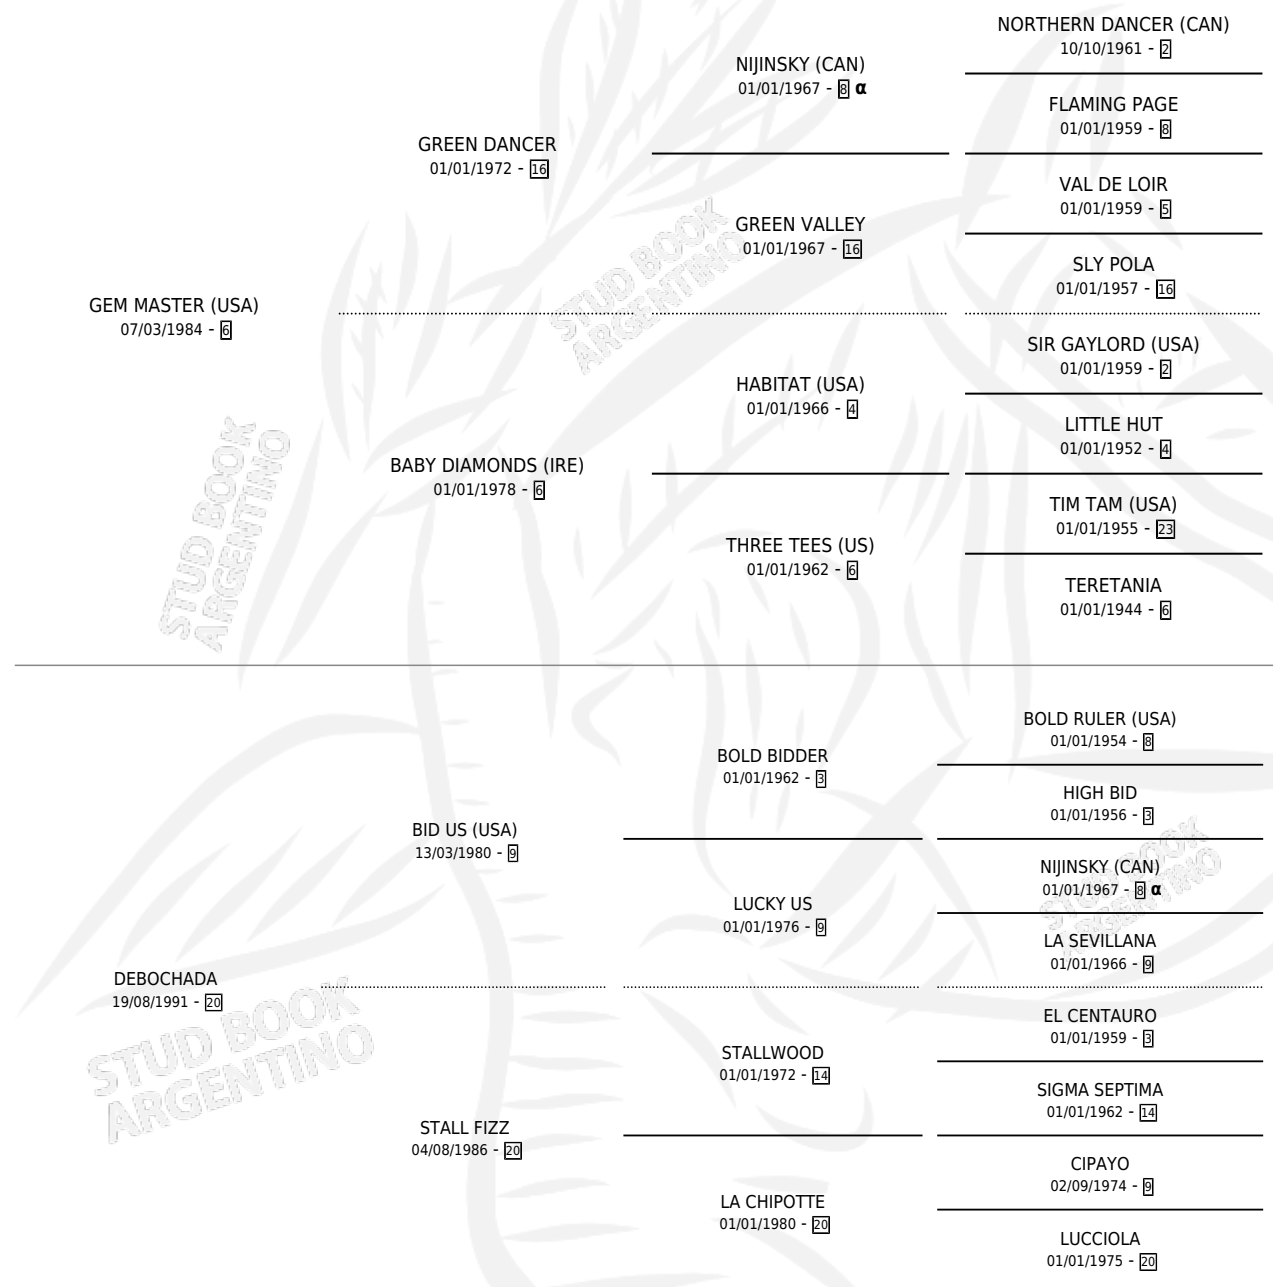 NORTHERN DANCER (CAN)
10/10/1961 - 2
NIJINSKY (CAN)
01/01/1967 - 8 α
FLAMING PAGE
01/01/1959 - 8
GREEN DANCER
01/01/1972 - 16
VAL DE LOIR
01/01/1959 - 5
GREEN VALLEY
01/01/1967 - 16
SLY POLA
01/01/1957 - 16
GEM MASTER (USA)
07/03/1984 - 6
SIR GAYLORD (USA)
01/01/1959 - 2
HABITAT (USA)
01/01/1966 - 4
LITTLE HUT
01/01/1952 - 4
BABY DIAMONDS (IRE)
01/01/1978 - 6
TIM TAM (USA)
01/01/1955 - 23
THREE TEES (US)
01/01/1962 - 6
TERETANIA
01/01/1944 - 6
STUD BOOK
ARGENTINO
STUD BOOK
ARGENTINO
BOLD RULER (USA)
01/01/1954 - 8
BOLD BIDDER
01/01/1962 - 3
HIGH BID
01/01/1956 - 3
BID US (USA)
13/03/1980 - 9
NIJINSKY (CAN)
01/01/1967 - 8 α
LUCKY US
01/01/1976 - 9
LA SEVILLANA
01/01/1966 - 9
DEBOCHADA
19/08/1991 - 20
EL CENTAURO
01/01/1959 - 3
STALLWOOD
01/01/1972 - 14
SIGMA SEPTIMA
01/01/1962 - 14
STALL FIZZ
04/08/1986 - 20
CIPAYO
02/09/1974 - 9
LA CHIPOTTE
01/01/1980 - 20
LUCCIOLA
01/01/1975 - 20
STUD BOOK
ARGENTINO
STUD BOOK
ARGENTINO